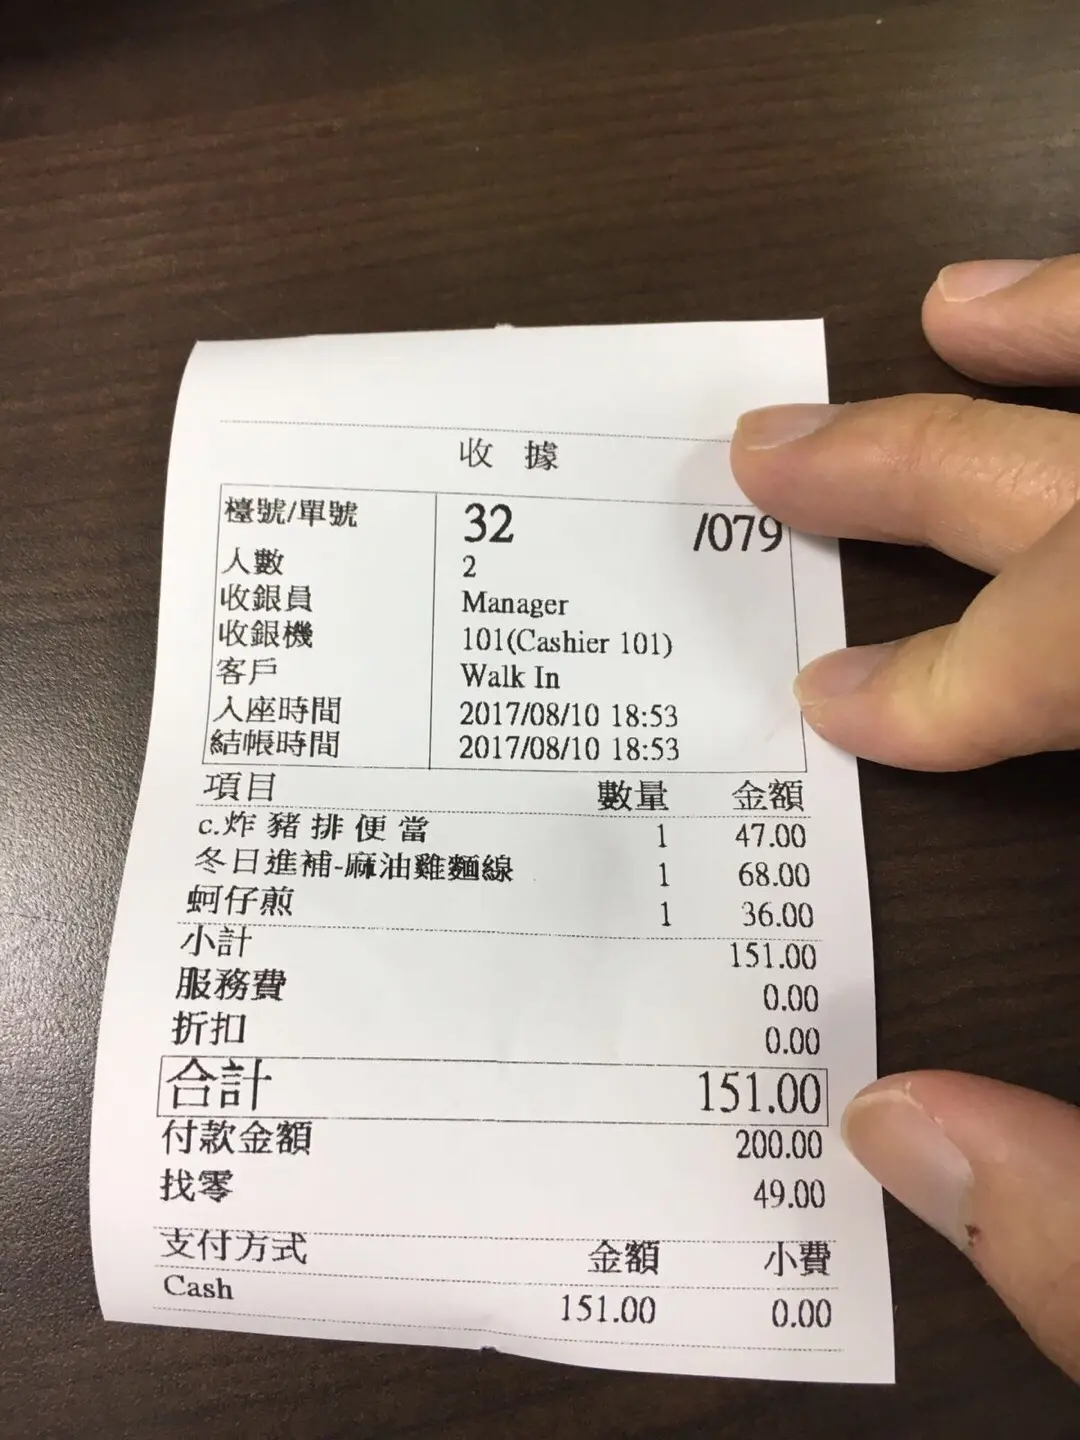 收 據
檯號/單號 32 /079
人數 2
收銀員 Manager
收銀機 101(Cashier 101)
客戶 Walk In
入座時間 2017/08/10 18:53
結帳時間 2017/08/10 18:53
項目 數量 金額
c.炸豬排便當 1 47.00
冬日進補-麻油雞麵線 1 68.00
蚵仔煎 1 36.00
小計 151.00
服務費 0.00
折扣 0.00
合計 151.00
付款金額 200.00
找零 49.00
支付方式 金額 小費
Cash 151.00 0.00